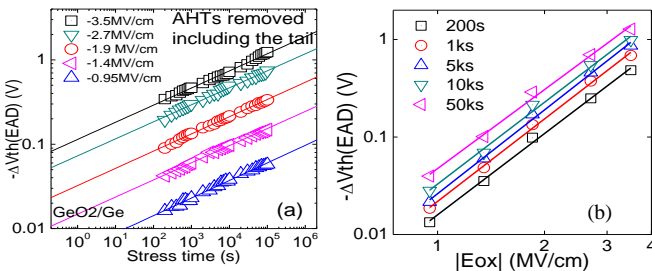 -ΔVth(EAD) (V)
1
0.1
0.01
-3.5MV/cm
-2.7MV/cm
-1.9 MV/cm
-1.4MV/cm
-0.95MV/cm
AHTs removed
including the tail
GeO2/Ge
(a)
10⁰ 10¹ 10² 10³ 10⁴ 10⁵ 10⁶
Stress time (s)
-ΔVth(EAD) (V)
1
0.1
0.01
200s
1ks
5ks
10ks
50ks
(b)
1 2 3 4
|Eox| (MV/cm)